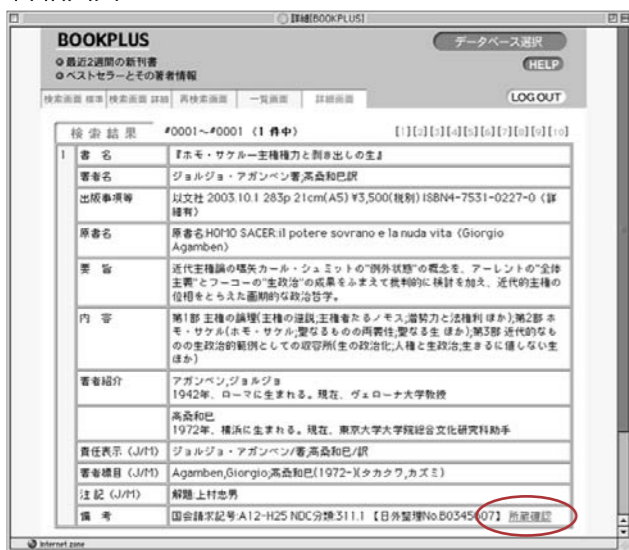 詳細[BOOKPLUS]
BOOKPLUS
データベース選択
最近2週間の新刊書
ベストセラーとその著者情報
HELP
検索画面 標準 検索画面 詳細 再検索画面 一覧画面 詳細画面
LOG OUT
検索結果 #0001~#0001 (1 件中) [1][2][3][4][5][6][7][8][9][10]
1 書 名 『ホモ・サケルー主権権力と剥き出しの生』
著者名 ジョルジョ・アガンベン著;高桑和巳訳
出版事項等 以文社 2003.10.1 283p 21cm(A5) ¥3,500(税別) ISBN4-7531-0227-0 (詳
細有)
原書名 原書名:HOMO SACER:il potere sovrano e la nuda vita (Giorgio
Agamben)
要 旨 近代主権論の嚆矢カール・シュミットの"例外状態"の概念を、アーレントの"全体
主義"とフーコーの"生政治"の成果をふまえて批判的に検討を加え、近代的主権の
位相をとらえた画期的な政治哲学。
内 容 第1部 主権の論理(主権の逆説;主権者たるノモス;潜勢力と法権利 ほか);第2部 ホ
モ・サケル(ホモ・サケル;聖なるものの両義性;聖なる生 ほか);第3部 近代的なも
のの生政治的範例としての収容所(生の政治化;人権と生政治;生きるに値しない生
ほか)
著者紹介 アガンベン,ジョルジョ
1942年、ローマに生まれる。現在、ヴェローナ大学教授
高桑和巳
1972年、横浜に生まれる。現在、東京大学大学院総合文化研究科助手
責任表示 (J/M) ジョルジョ・アガンベン/著,高桑和巳/訳
著者標目 (J/M) Agamben,Giorgio;高桑和巳(1972-)(タカクワ,カズミ)
注記 (J/M) 解題:上村忠男
備 考 国会請求記号:A12-H25 NDC分類:311.1 【日外整理No.B0345607】 所蔵確認
Internet zone